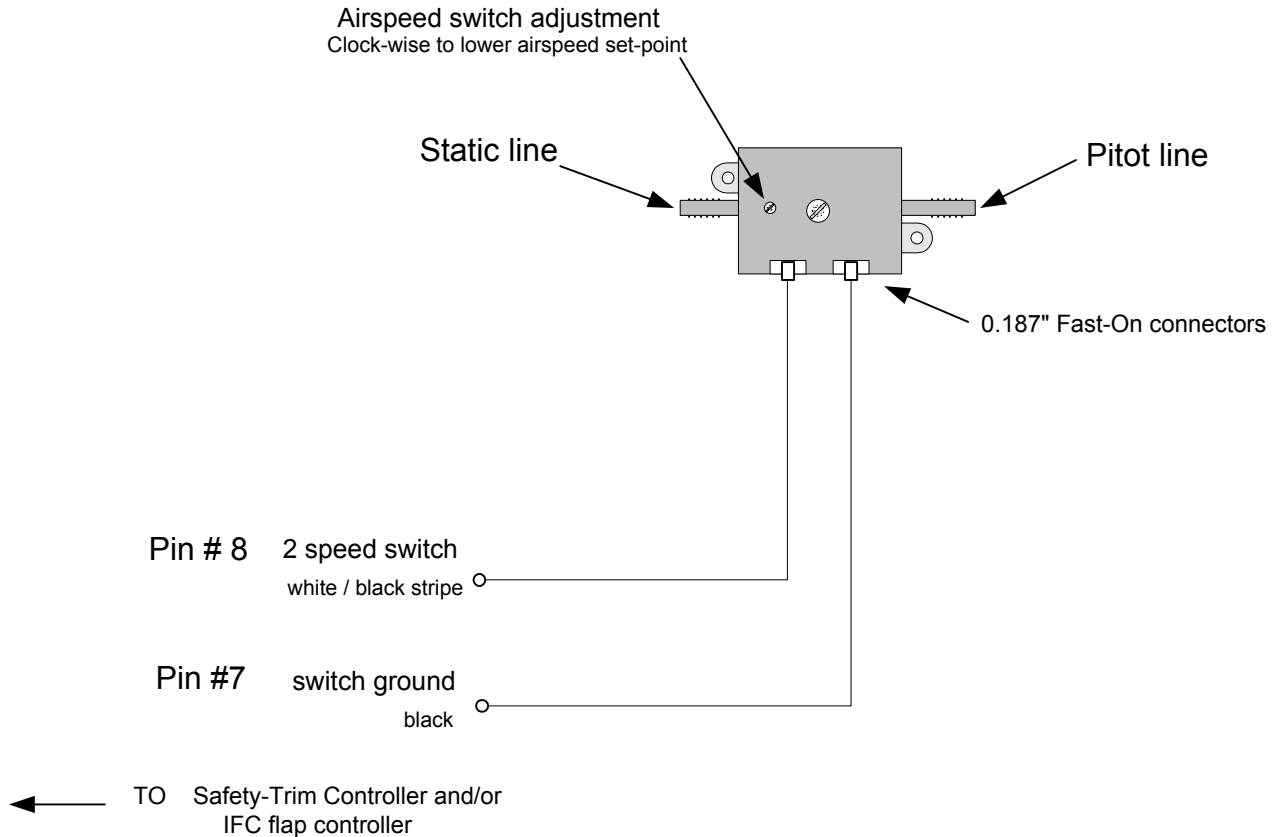 Airspeed switch adjustment
Clock-wise to lower airspeed set-point
Static line
Pitot line
0.187" Fast-On connectors
Pin # 8 2 speed switch
white / black stripe
Pin #7 switch ground
black
TO Safety-Trim Controller and/or
IFC flap controller